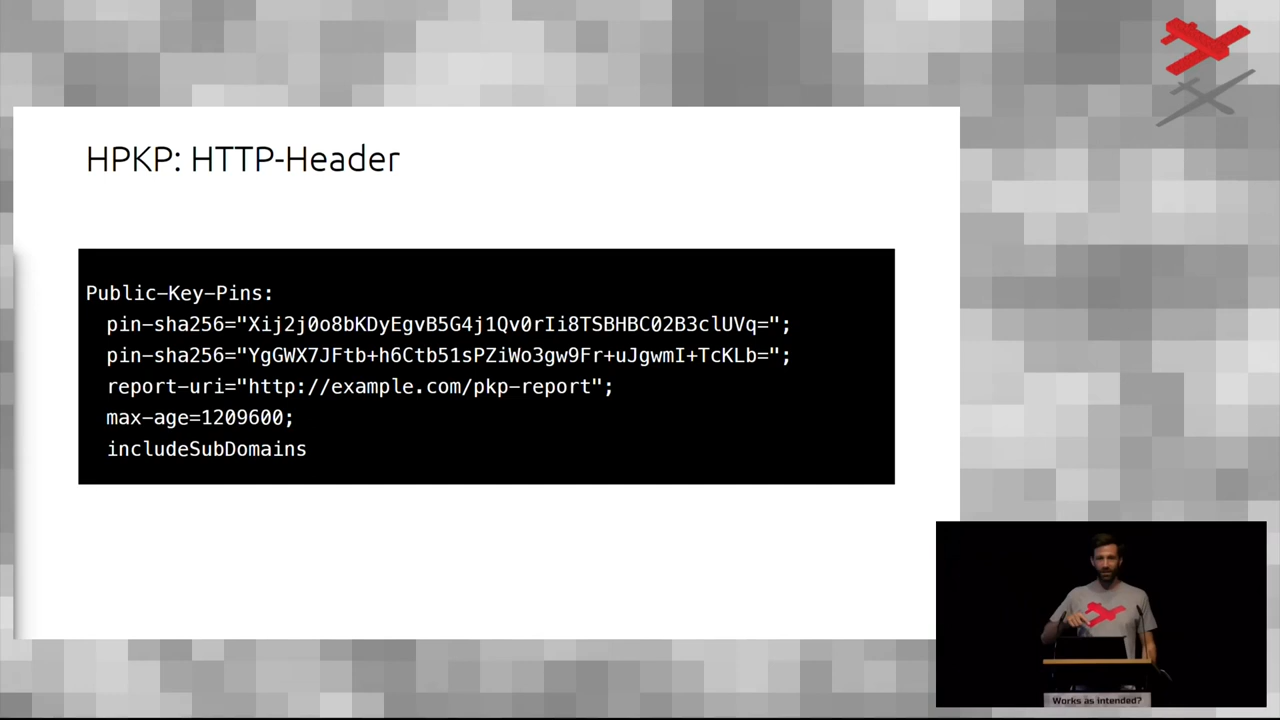 HPKP: HTTP-Header
Public-Key-Pins:
pin-sha256="Xij2j0o8bKDyEgvB5G4j1Qv0rIi8TSBHBC02B3clUVq=";
pin-sha256="YgGWX7JFtb+h6Ctb51sPZiWo3gw9Fr+uJgwmI+TcKLb=";
report-uri="http://example.com/pkp-report";
max-age=1209600;
includeSubDomains
Works as intended?